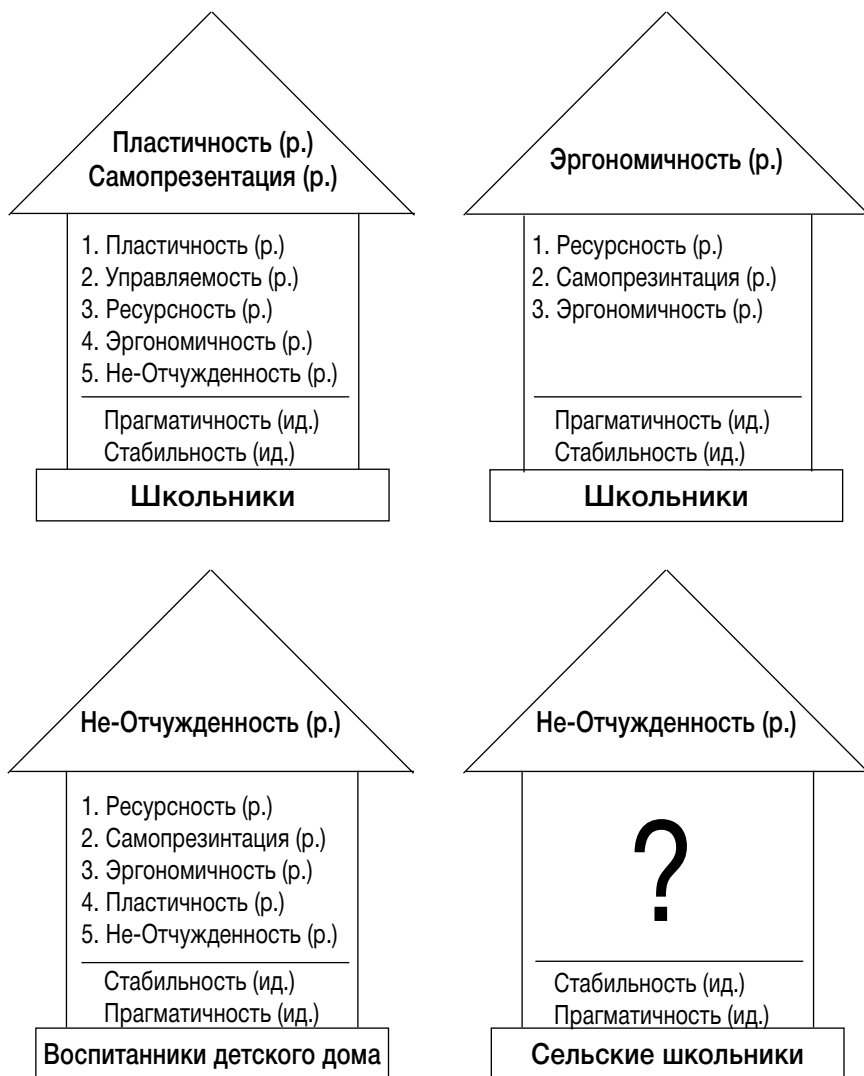 Пластичность (р.)
Самопрезентация (р.)
1. Пластичность (р.)
2. Управляемость (р.)
3. Ресурсность (р.)
4. Эргономичность (р.)
5. Не-Отчужденность (р.)
Прагматичность (ид.)
Стабильность (ид.)
Школьники
Эргономичность (р.)
1. Ресурсность (р.)
2. Самопрезинтация (р.)
3. Эргономичность (р.)
Прагматичность (ид.)
Стабильность (ид.)
Школьники
Не-Отчужденность (р.)
1. Ресурсность (р.)
2. Самопрезинтация (р.)
3. Эргономичность (р.)
4. Пластичность (р.)
5. Не-Отчужденность (р.)
Стабильность (ид.)
Прагматичность (ид.)
Воспитанники детского дома
Не-Отчужденность (р.)
?
Стабильность (ид.)
Прагматичность (ид.)
Сельские школьники